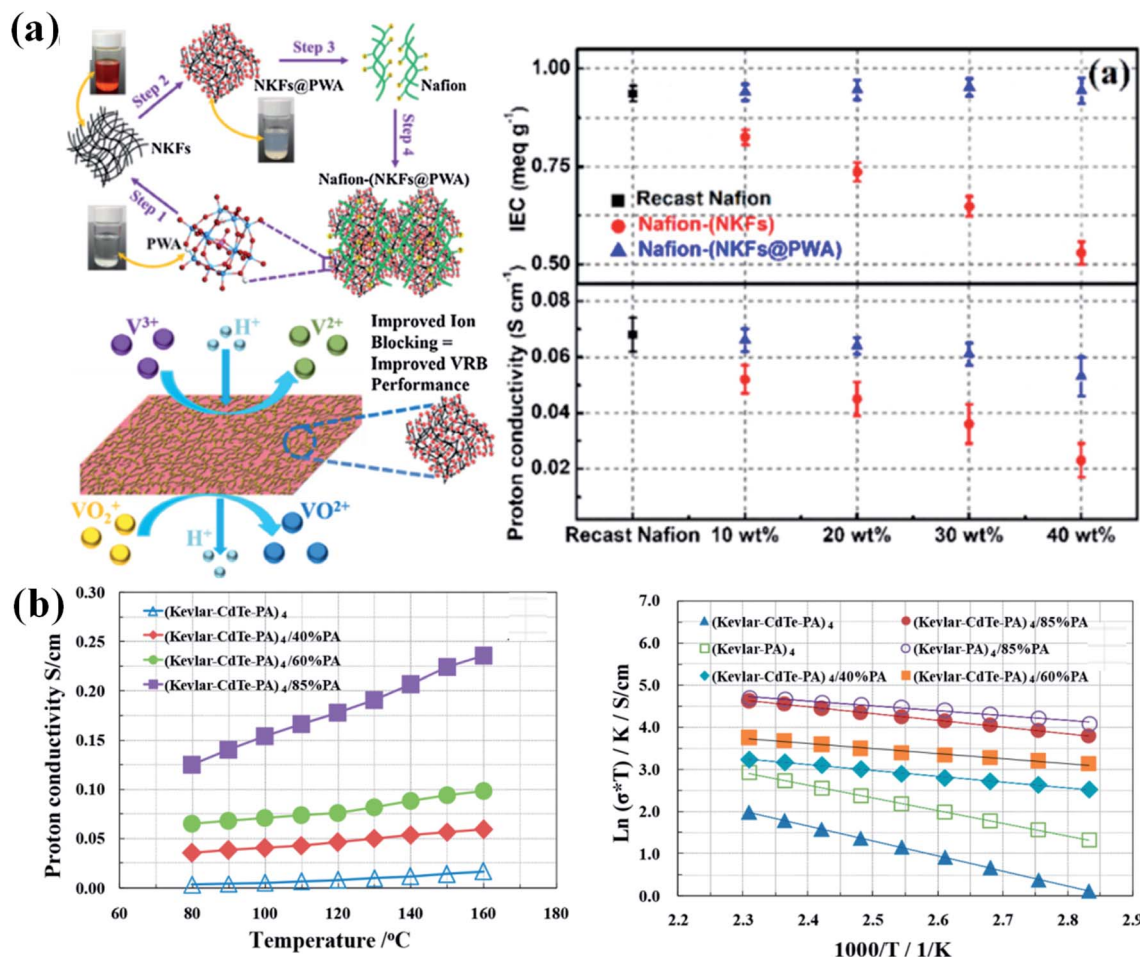 (a)
Step 3
Step 2
NKFs@PWA
Nafion
NKFs
Step 4
Nafion-(NKFs@PWA)
Step 1
PWA
V3+
H+
V2+
Improved Ion
Blocking =
Improved VRB
Performance
VO2+
H+
VO2+
(a)
IEC (meq g-1)
1.00
0.75
0.50
Recast Nafion
Nafion-(NKFs)
Nafion-(NKFs@PWA)
Proton conductivity (S cm-1)
0.08
0.06
0.04
0.02
Recast Nafion 10 wt% 20 wt% 30 wt% 40 wt%
(b)
Proton conductivity S/cm
0.30
0.25
0.20
0.15
0.10
0.05
0.00
(Kevlar-CdTe-PA)4
(Kevlar-CdTe-PA)4/40%PA
(Kevlar-CdTe-PA)4/60%PA
(Kevlar-CdTe-PA)4/85%PA
60 80 100 120 140 160 180
Temperature /oC
Ln (σ*T) / K / S/cm
7.0
6.0
5.0
4.0
3.0
2.0
1.0
0.0
(Kevlar-CdTe-PA)4 (Kevlar-CdTe-PA)4/85%PA
(Kevlar-PA)4 (Kevlar-PA)4/85%PA
(Kevlar-CdTe-PA)4/40%PA (Kevlar-CdTe-PA)4/60%PA
2.2 2.3 2.4 2.5 2.6 2.7 2.8 2.9
1000/T / 1/K